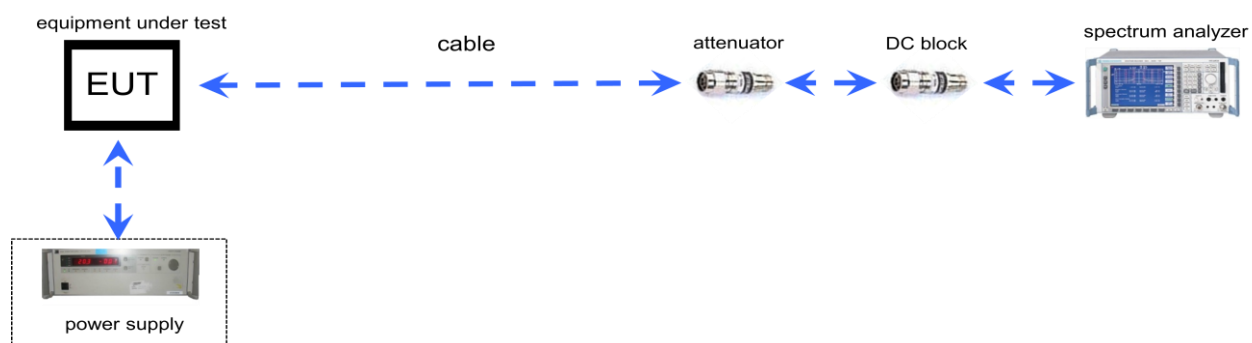 equipment under test
cable
attenuator
DC block
spectrum analyzer
EUT
power supply